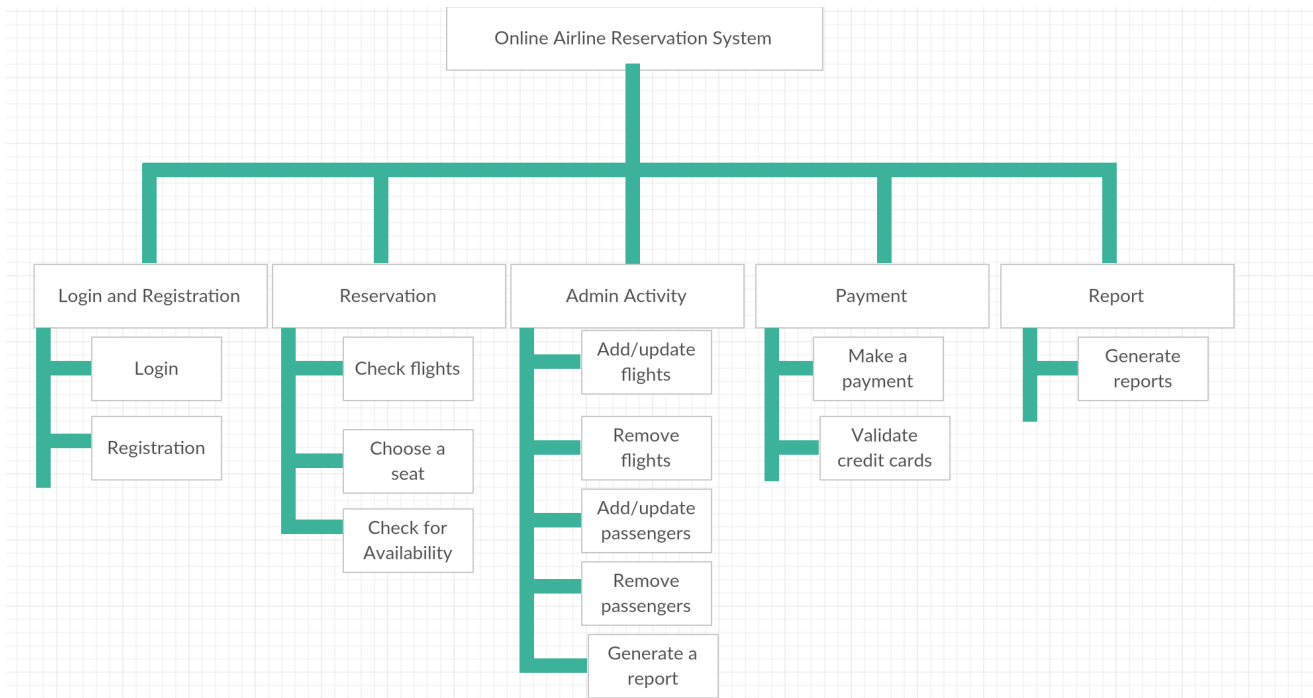 Online Airline Reservation System
Login and Registration
Login
Registration
Reservation
Check flights
Choose a
seat
Check for
Availability
Admin Activity
Add/update
flights
Remove
flights
Add/update
passengers
Remove
passengers
Generate a
report
Payment
Make a
payment
Validate
credit cards
Report
Generate
reports